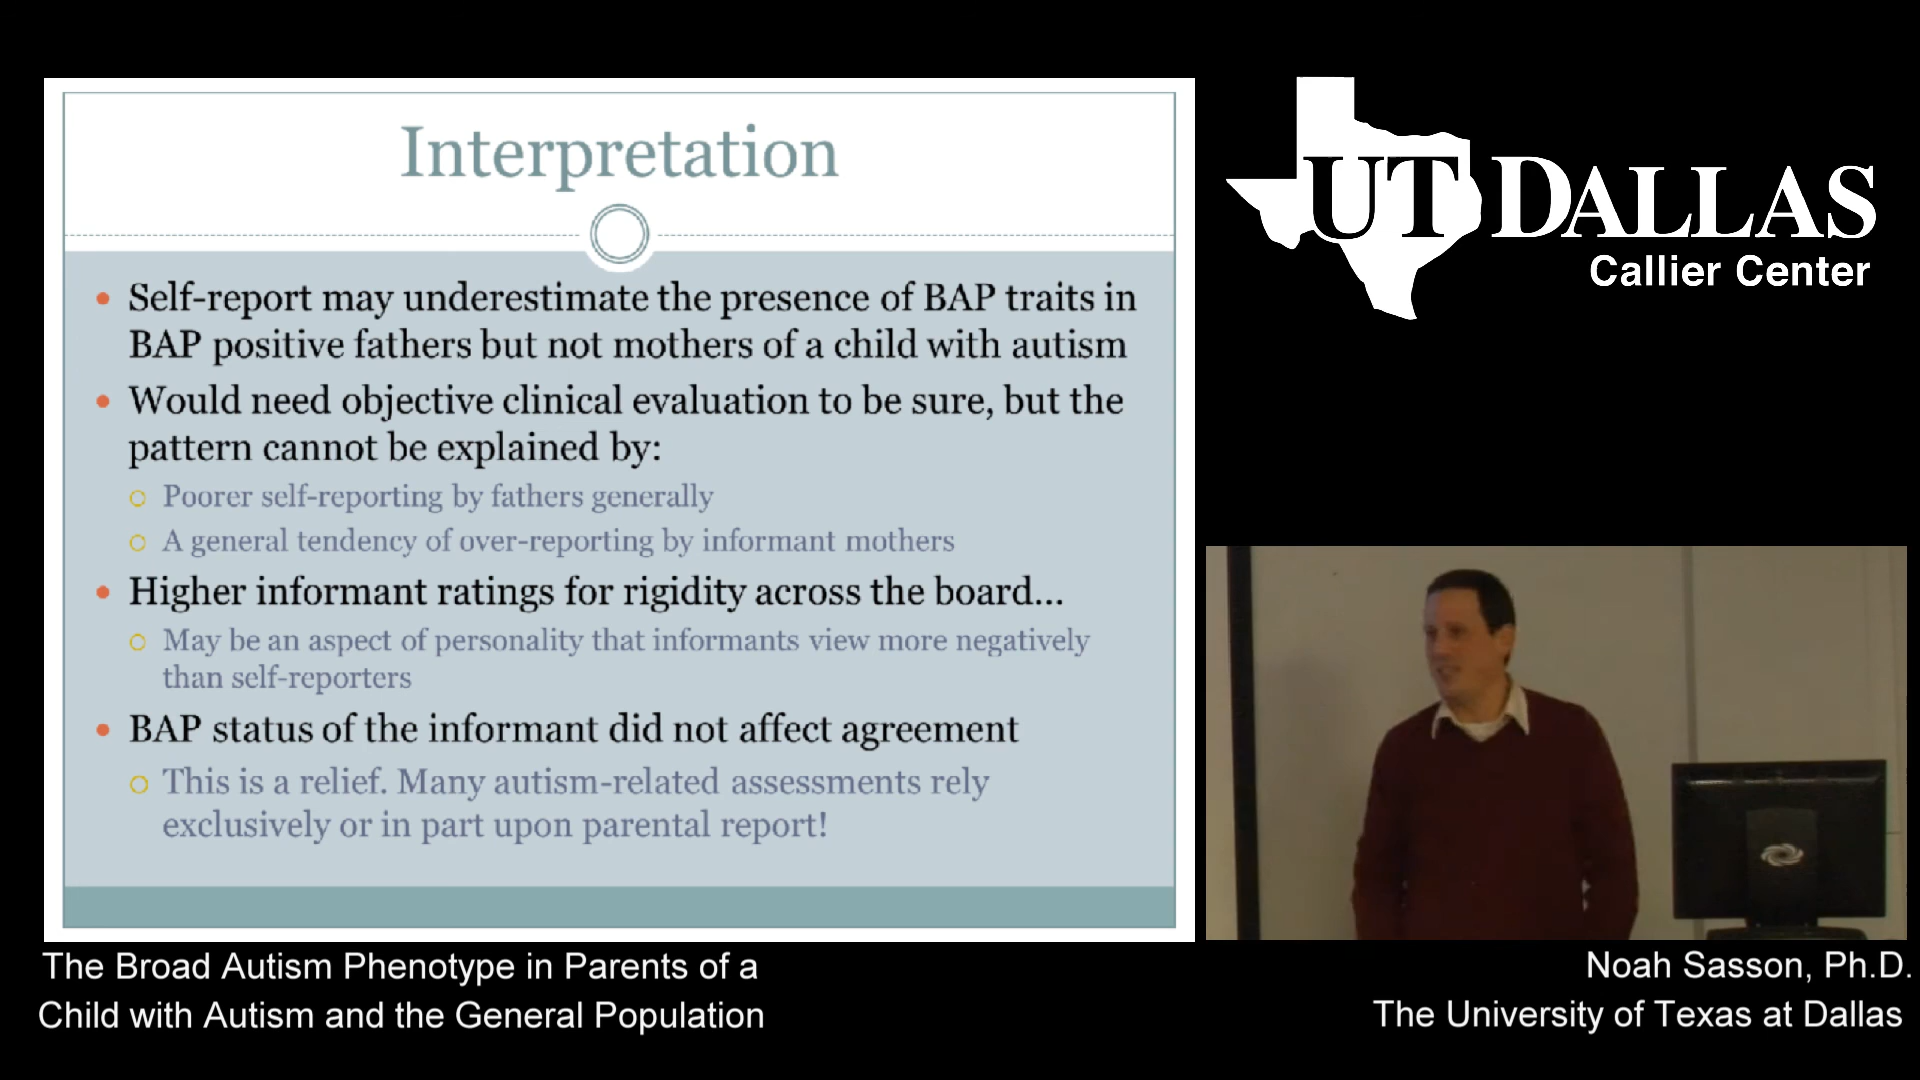 Interpretation
Self-report may underestimate the presence of BAP traits in
BAP positive fathers but not mothers of a child with autism
Would need objective clinical evaluation to be sure, but the
pattern cannot be explained by:
Poorer self-reporting by fathers generally
A general tendency of over-reporting by informant mothers
Higher informant ratings for rigidity across the board...
May be an aspect of personality that informants view more negatively
than self-reporters
BAP status of the informant did not affect agreement
This is a relief. Many autism-related assessments rely
exclusively or in part upon parental report!
UT DALLAS
Callier Center
The Broad Autism Phenotype in Parents of a
Child with Autism and the General Population
Noah Sasson, Ph.D.
The University of Texas at Dallas